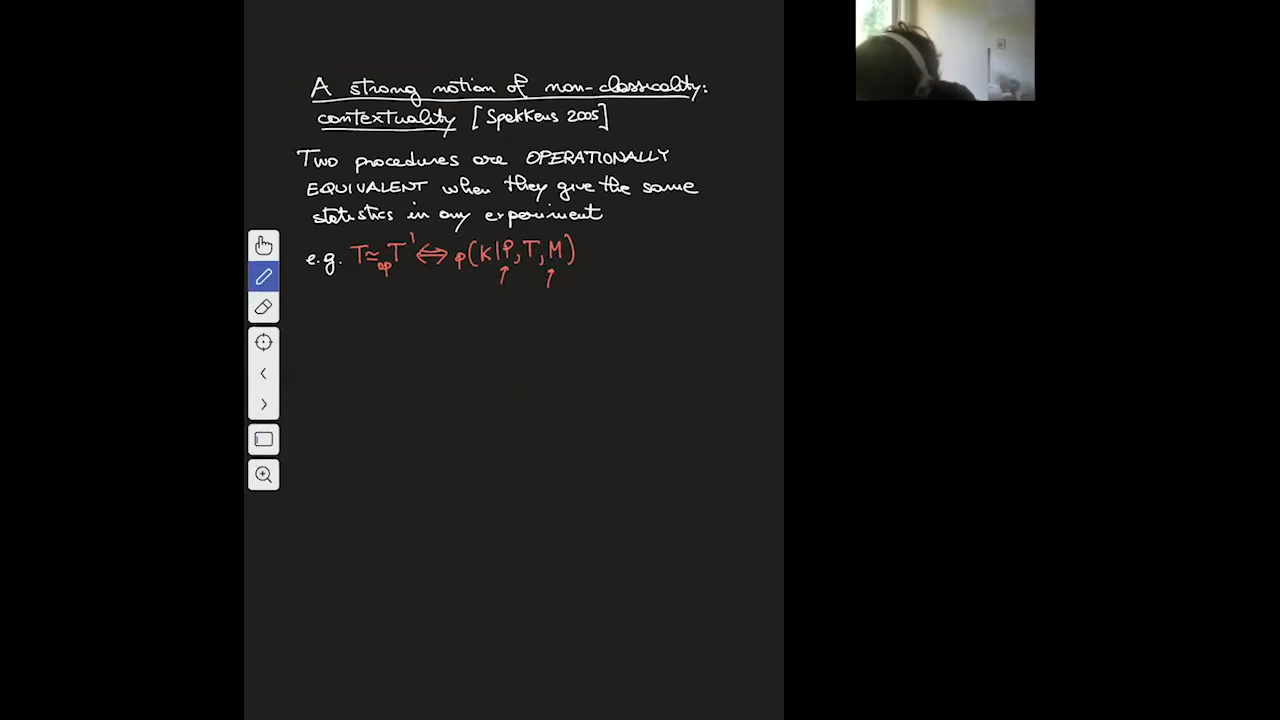 A strong notion of non-classicality:
contextuality [Spekkens 2005]
Two procedures are OPERATIONALLY
EQUIVALENT when they give the same
statistics in any experiment
e.g. T ≃op T' ⇔ p(k|P,T,M)
↑ ↑